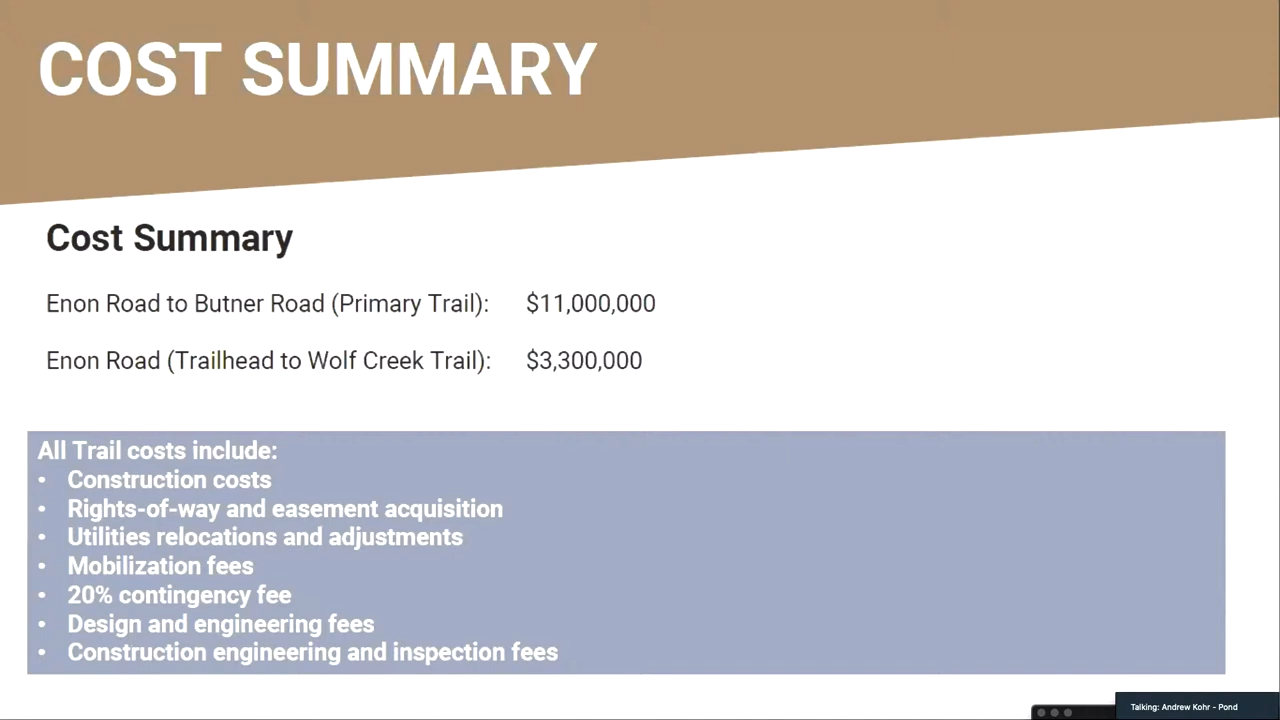 COST SUMMARY
Cost Summary
Enon Road to Butner Road (Primary Trail): $11,000,000
Enon Road (Trailhead to Wolf Creek Trail): $3,300,000
All Trail costs include:
• Construction costs
• Rights-of-way and easement acquisition
• Utilities relocations and adjustments
• Mobilization fees
• 20% contingency fee
• Design and engineering fees
• Construction engineering and inspection fees
Talking: Andrew Kohr - Pond